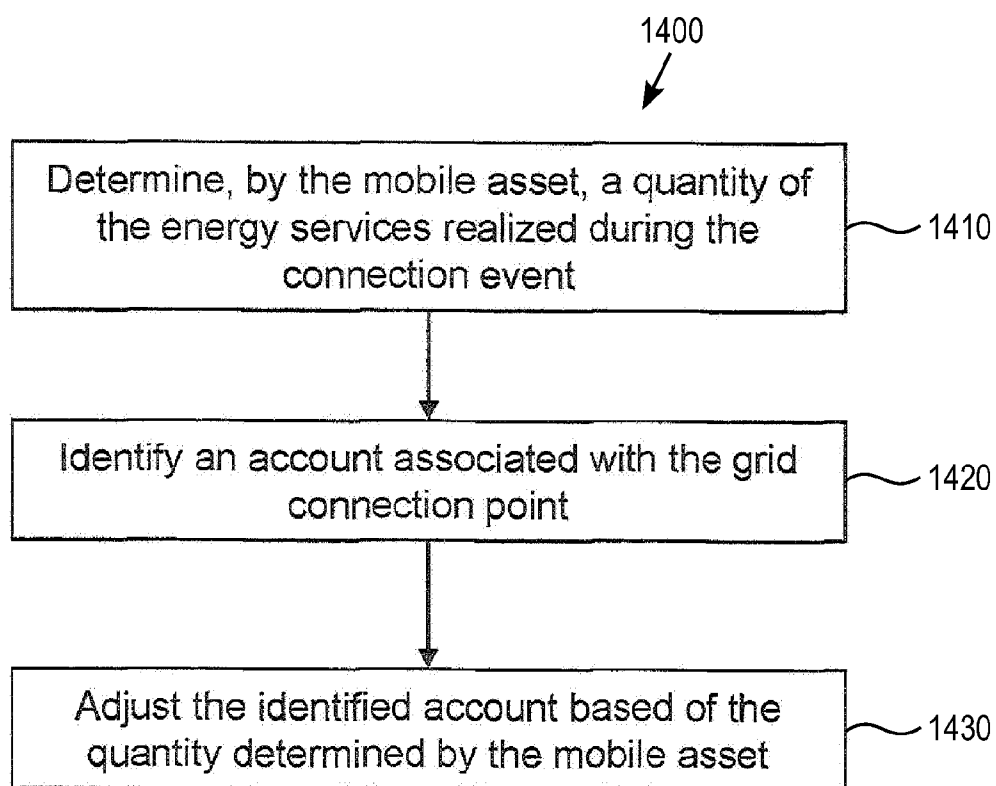 1400
Determine, by the mobile asset, a quantity of
the energy services realized during the
connection event
1410
Identify an account associated with the grid
connection point
1420
Adjust the identified account based of the
quantity determined by the mobile asset
1430